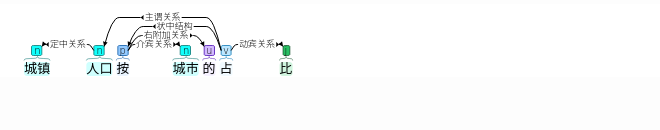 主谓关系
状中结构
右附加关系
定中关系 介宾关系 动宾关系
n n p n u v
城镇 人口 按 城市 的 占 比